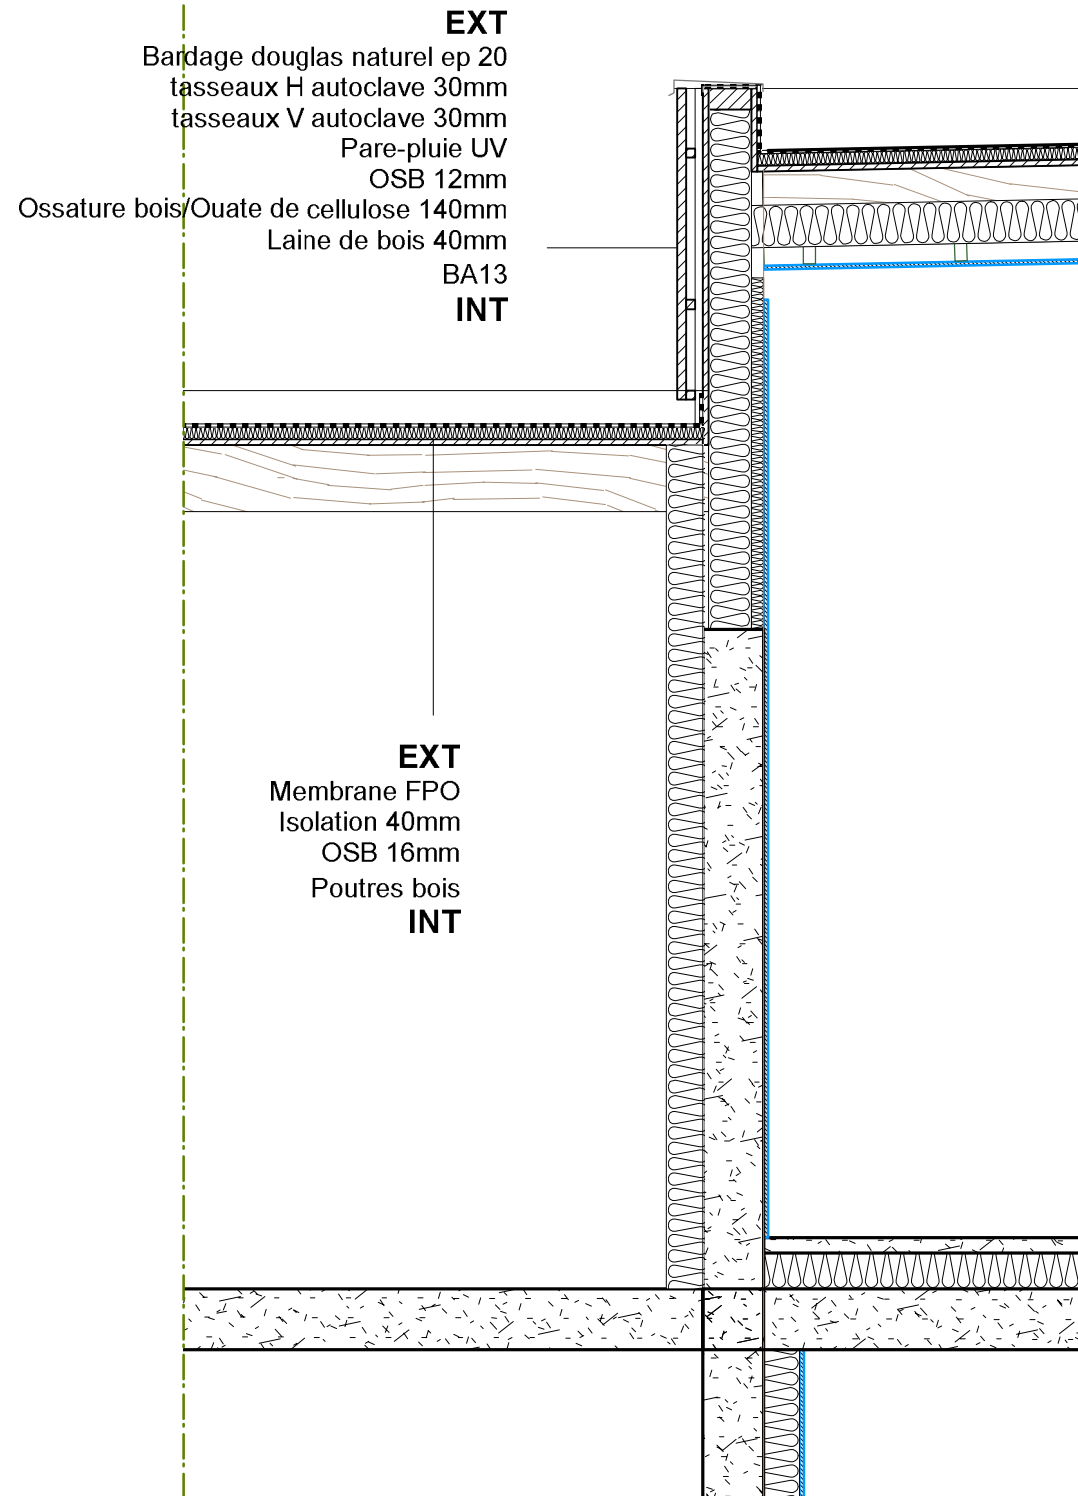 EXT
Bardage douglas naturel ep 20
tasseaux H autoclave 30mm
tasseaux V autoclave 30mm
Pare-pluie UV
OSB 12mm
Ossature bois/Ouate de cellulose 140mm
Laine de bois 40mm
BA13
INT
EXT
Membrane FPO
Isolation 40mm
OSB 16mm
Poutres bois
INT